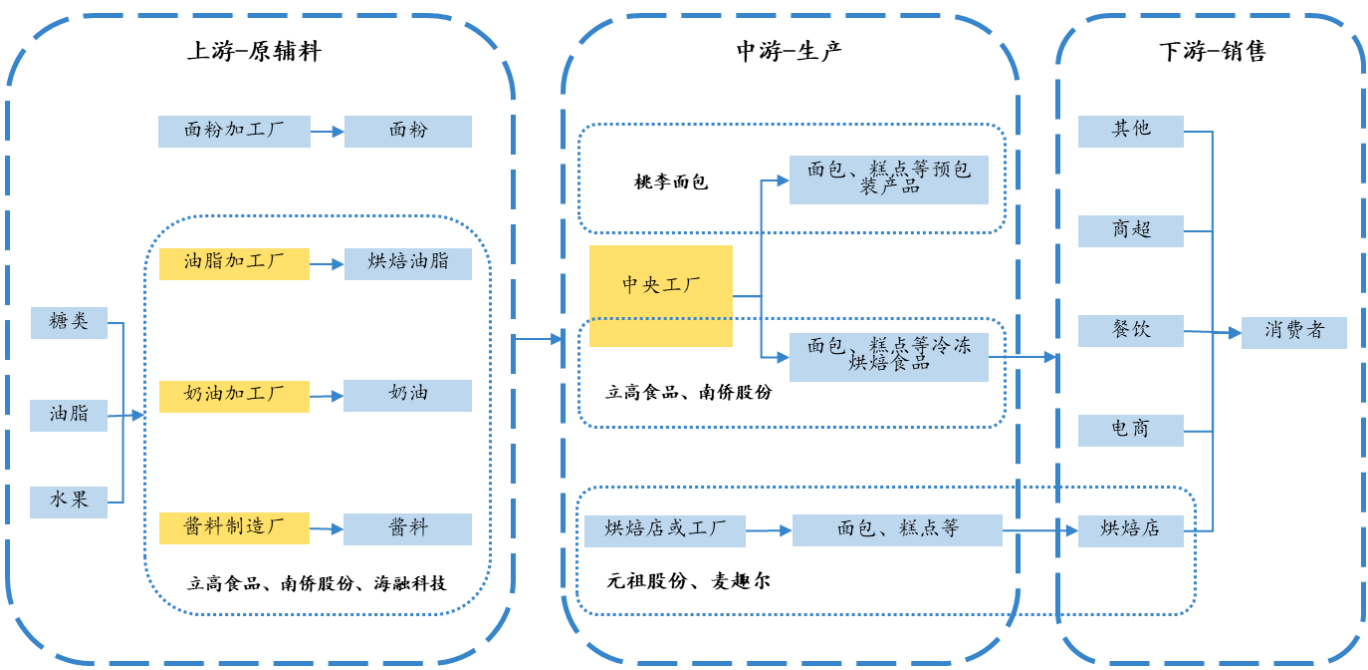 上游-原辅料
面粉加工厂
面粉
油脂加工厂
烘焙油脂
糖类
油脂
水果
奶油加工厂
奶油
酱料制造厂
酱料
立高食品、南侨股份、海融科技
中游-生产
桃李面包
面包、糕点等预包
装产品
中央工厂
面包、糕点等冷冻
烘焙食品
立高食品、南侨股份
烘焙店或工厂
面包、糕点等
元祖股份、麦趣尔
下游-销售
其他
商超
餐饮
电商
烘焙店
消费者